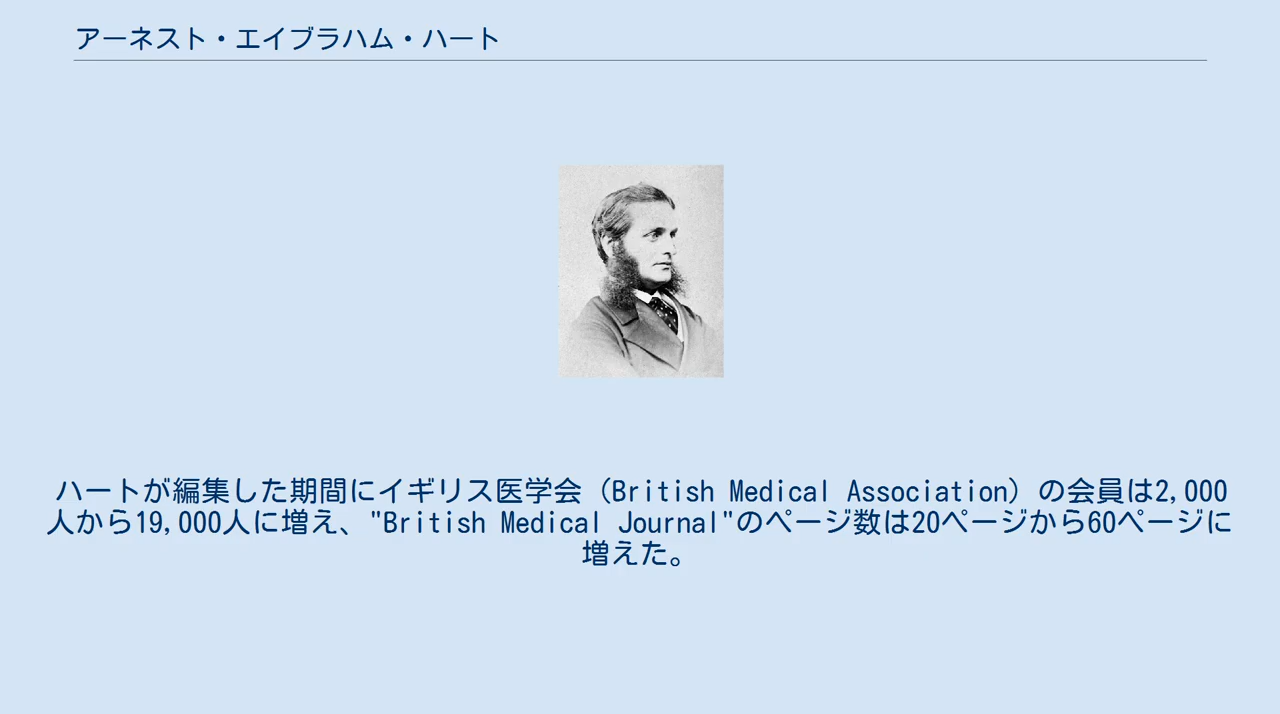 アーネスト・エイブラハム・ハート
ハートが編集した期間にイギリス医学会（British Medical Association）の会員は2,000
人から19,000人に増え、"British Medical Journal"のページ数は20ページから60ページに
増えた。